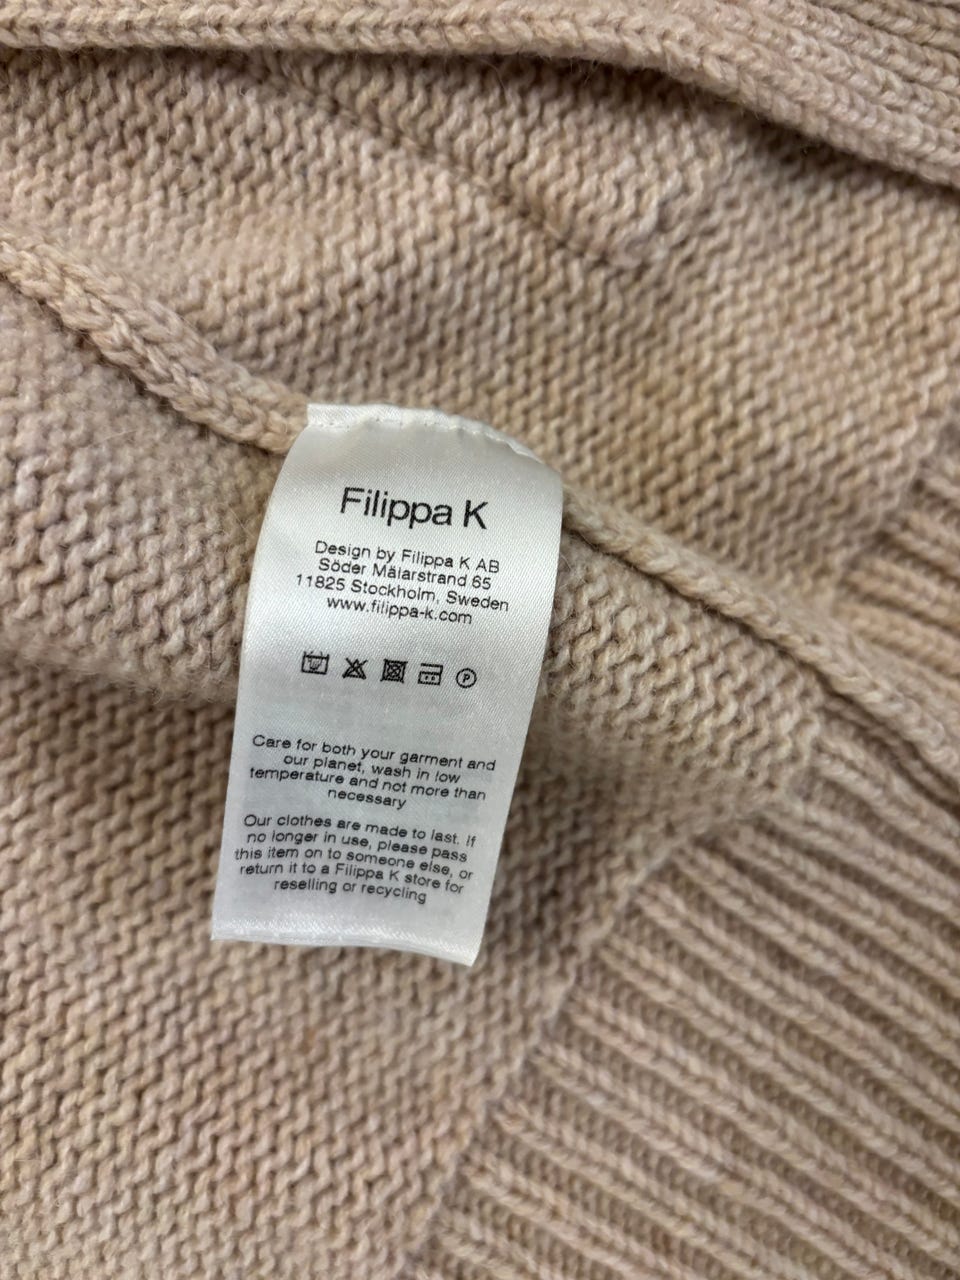 Filippa K
Design by Filippa K AB
Söder Mälarstrand 65
11825 Stockholm, Sweden
www.filippa-k.com
P
Care for both your garment and
our planet, wash in low
temperature and not more than
necessary
Our clothes are made to last. If
no longer in use, please pass
this item on to someone else, or
return it to a Filippa K store for
reselling or recycling